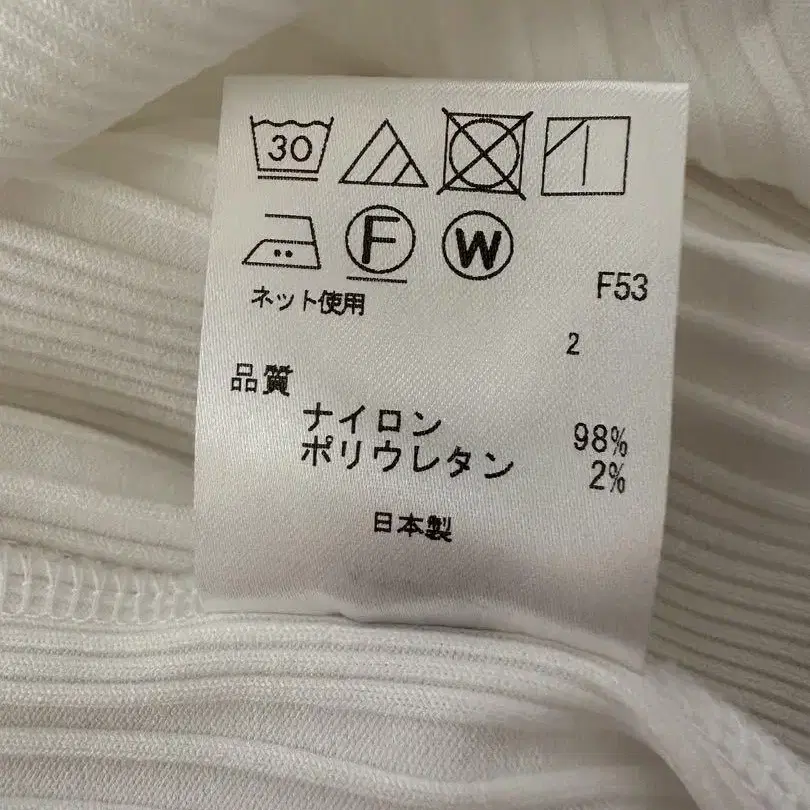 30
F W
F53
ネット使用
2
品質
ナイロン 98%
ポリウレタン 2%
日本製